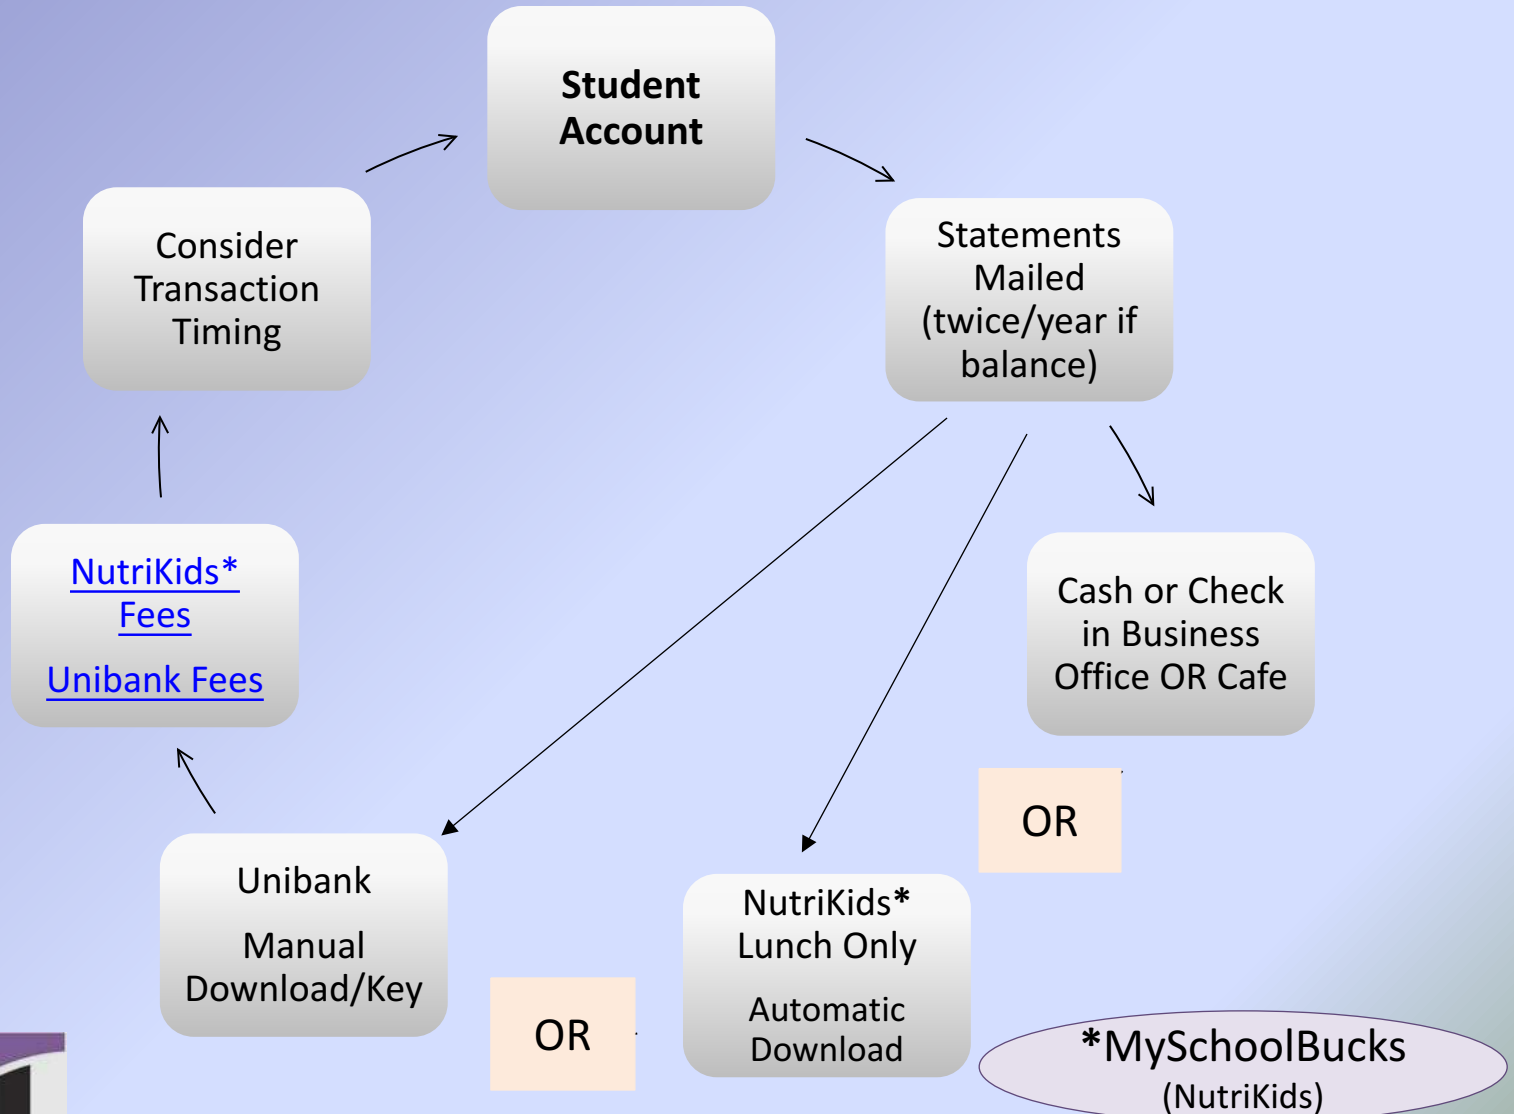 Student
Account
Statements
Mailed
(twice/year if
balance)
Cash or Check
in Business
Office OR Cafe
OR
NutriKids*
Lunch Only
Automatic
Download
OR
Unibank
Manual
Download/Key
NutriKids*
Fees
Unibank Fees
Consider
Transaction
Timing
*MySchoolBucks
(NutriKids)